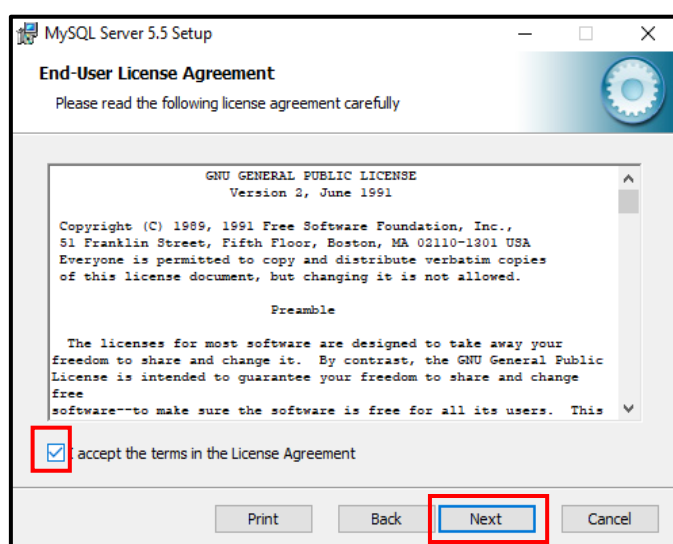 MySQL Server 5.5 Setup
End-User License Agreement
Please read the following license agreement carefully
GNU GENERAL PUBLIC LICENSE
Version 2, June 1991
Copyright (C) 1989, 1991 Free Software Foundation, Inc.,
51 Franklin Street, Fifth Floor, Boston, MA 02110-1301 USA
Everyone is permitted to copy and distribute verbatim copies
of this license document, but changing it is not allowed.
Preamble
The licenses for most software are designed to take away your
freedom to share and change it. By contrast, the GNU General Public
License is intended to guarantee your freedom to share and change
free
software--to make sure the software is free for all its users. This
I accept the terms in the License Agreement
Print Back Next Cancel